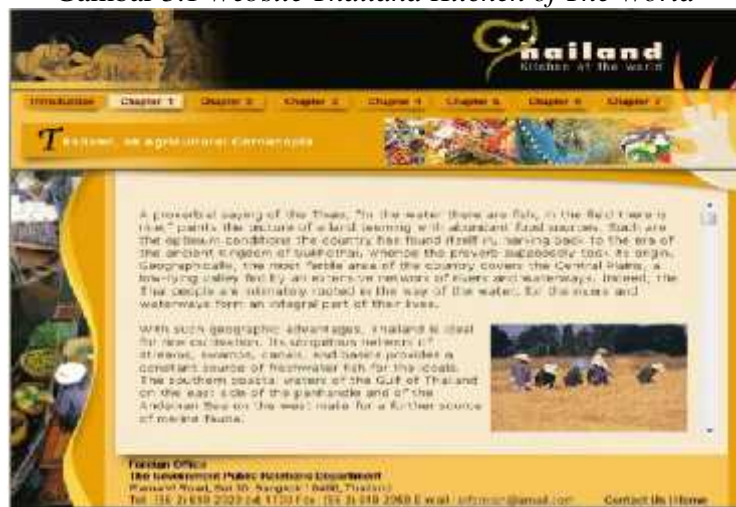 Gambar 3.1 Website Thailand Kitchen of The World
Thailand
Kitchen of the world
Introduction Chapter 1 Chapter 2 Chapter 3 Chapter 4 Chapter 5 Chapter 6 Chapter 7
Thailand, an Agricultural Cornucopia
A proverbial saying of the Thais, "In the water there are fish, in the field there is
rice," paints the picture of a land teeming with abundant food sources. Such are
the optimum conditions the country has found itself in, harking back to the era of
the ancient Kingdom of Sukhothai, whence the proverb supposedly took its origin.
Geographically, the most fertile area of the country covers the Central Plains, a
low-lying valley fed by an extensive network of rivers and waterways. Indeed, the
Thai people are intimately rooted in the way of the water, for the rivers and
waterways form an integral part of their lives.
With such geographic advantages, Thailand is ideal
for rice cultivation. Its ubiquitous network of
streams, swamps, canals, and basins provides a
constant source of freshwater fish for the locals.
The southern coastal waters of the Gulf of Thailand
on the east side of the panhandle and of the
Andaman Sea on the west make for a further source
of marine fauna.
Foreign Office
The Government Public Relations Department
Road, Soi Bangkok 10400, Thailand
Tel. Fax. E-mail:
Contact Us | Home